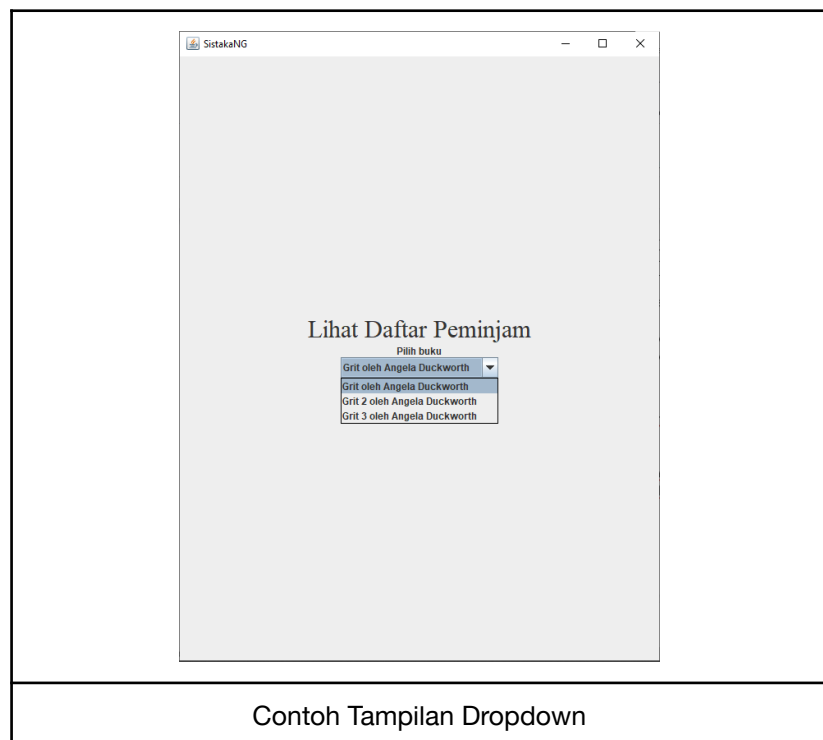 SistakaNG
Lihat Daftar Peminjam
Pilih buku
Grit oleh Angela Duckworth
Grit oleh Angela Duckworth
Grit 2 oleh Angela Duckworth
Grit 3 oleh Angela Duckworth
Contoh Tampilan Dropdown